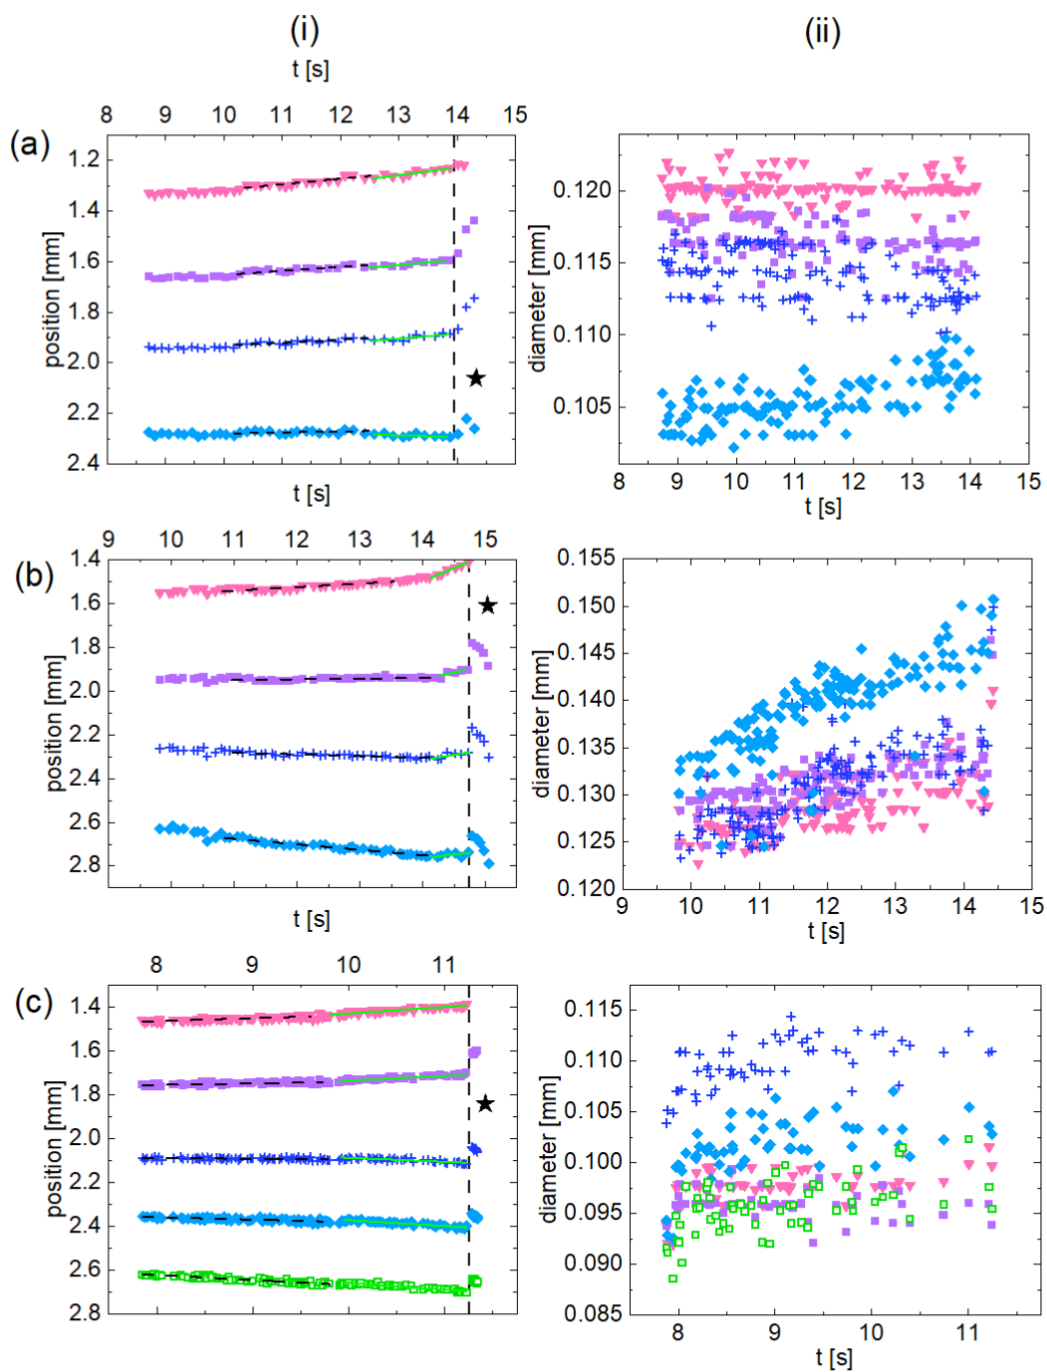 (i)
(ii)
t [s]
8 9 10 11 12 13 14 15
(a)
position [mm]
1.2
1.4
1.6
1.8
2.0
2.2
2.4
diameter [mm]
0.120
0.115
0.110
0.105
8 9 10 11 12 13 14 15
t [s]
t [s]
9 10 11 12 13 14 15
(b)
position [mm]
1.4
1.6
1.8
2.0
2.2
2.4
2.6
2.8
diameter [mm]
0.155
0.150
0.145
0.140
0.135
0.130
0.125
0.120
9 10 11 12 13 14 15
t [s]
t [s]
8 9 10 11
(c)
position [mm]
1.4
1.6
1.8
2.0
2.2
2.4
2.6
2.8
diameter [mm]
0.115
0.110
0.105
0.100
0.095
0.090
0.085
8 9 10 11
t [s]